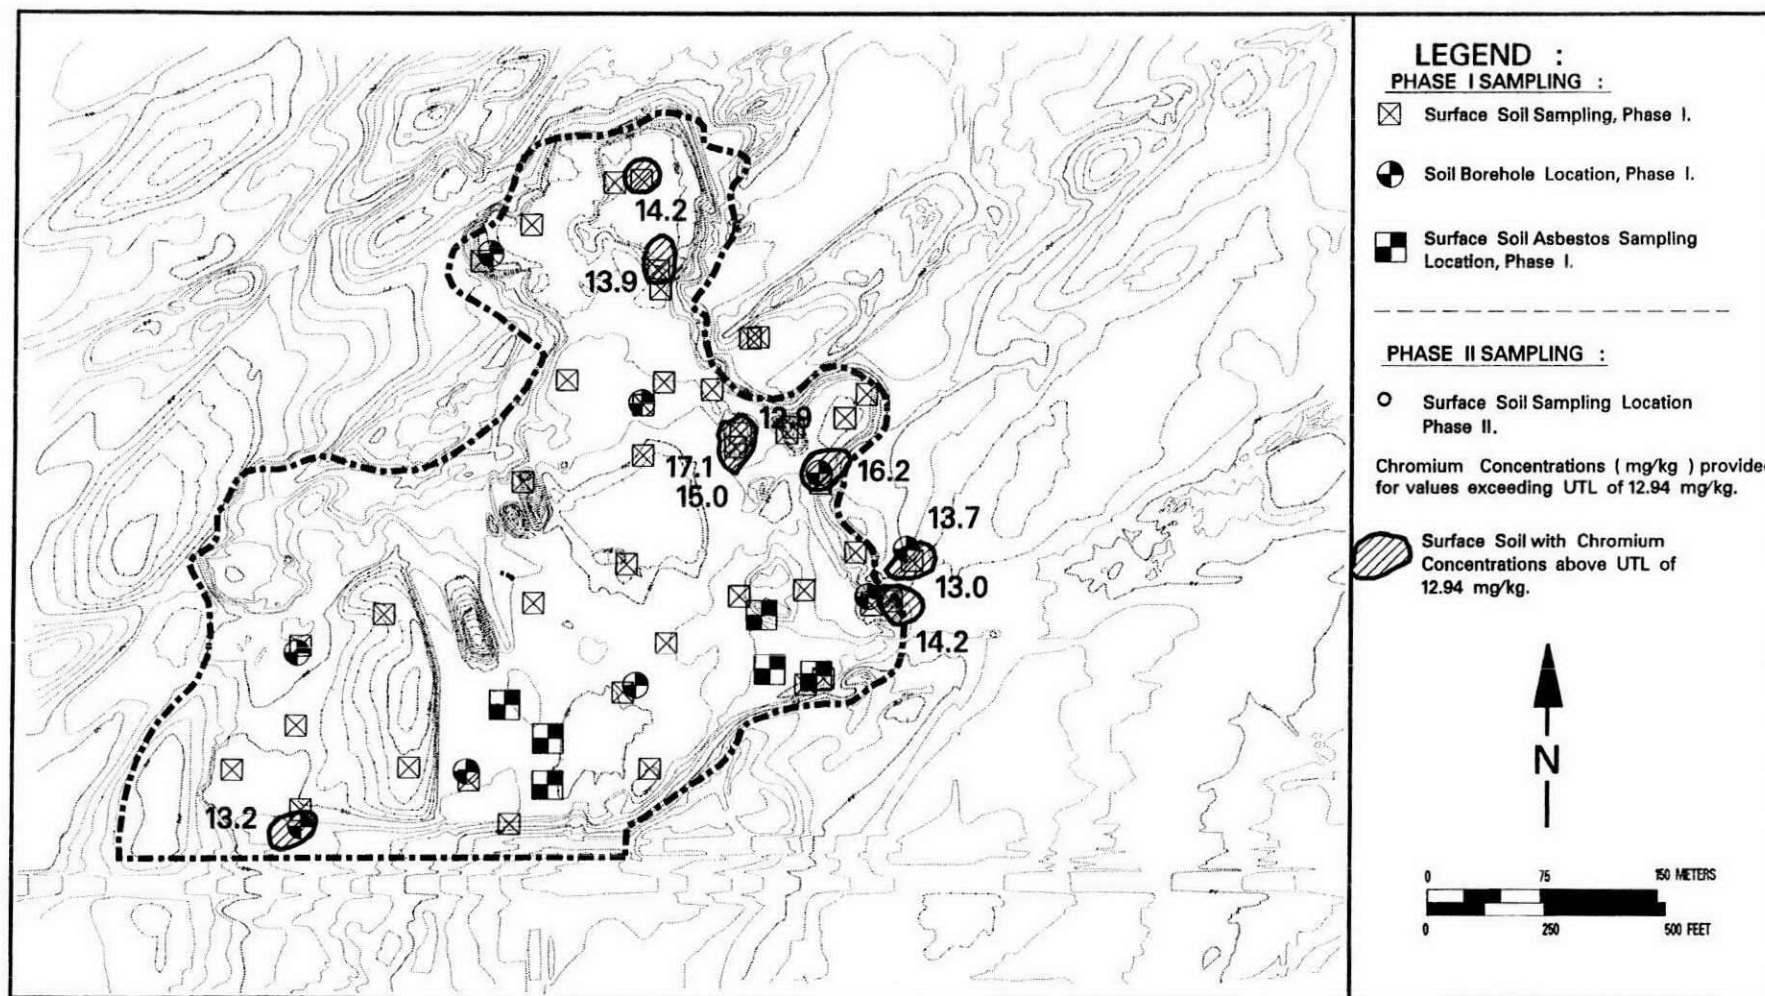 LEGEND :
PHASE I SAMPLING :
Surface Soil Sampling, Phase I.
Soil Borehole Location, Phase I.
Surface Soil Asbestos Sampling
Location, Phase I.
PHASE II SAMPLING :
Surface Soil Sampling Location
Phase II.
Chromium Concentrations ( mg/kg ) provide
for values exceeding UTL of 12.94 mg/kg.
Surface Soil with Chromium
Concentrations above UTL of
12.94 mg/kg.
N
0 75 150 METERS
0 250 500 FEET
14.2
13.9
12.9
17.1
15.0
16.2
13.7
13.0
14.2
13.2